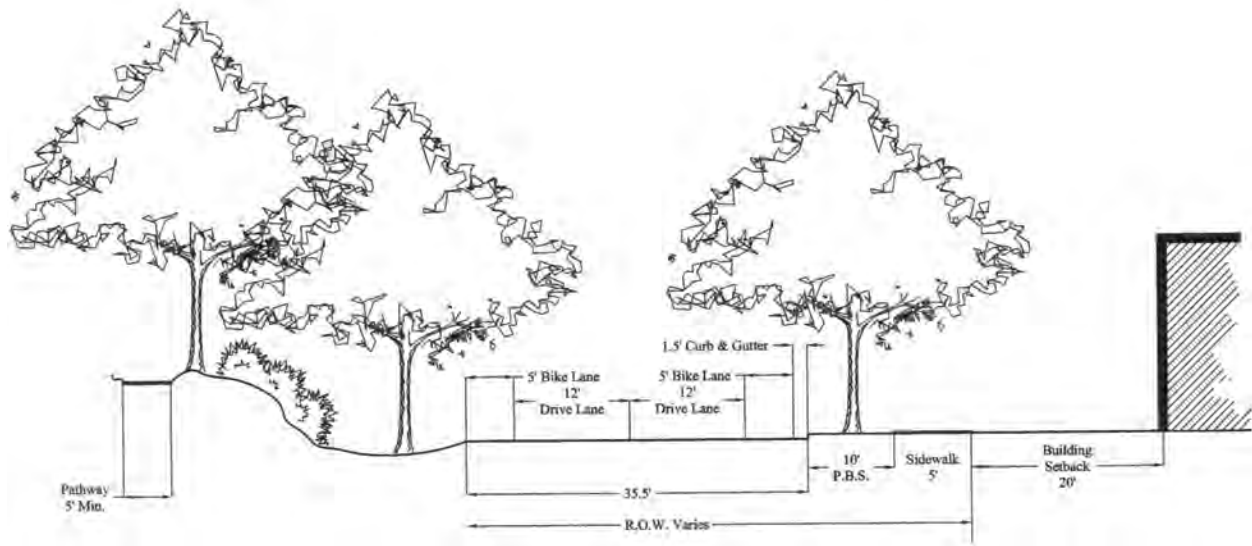 1.5' Curb & Gutter
5' Bike Lane
12'
Drive Lane
5' Bike Lane
12'
Drive Lane
Pathway
5' Min.
10'
P.B.S.
Sidewalk
5'
Building
Setback
20'
35.5'
R.O.W. Varies